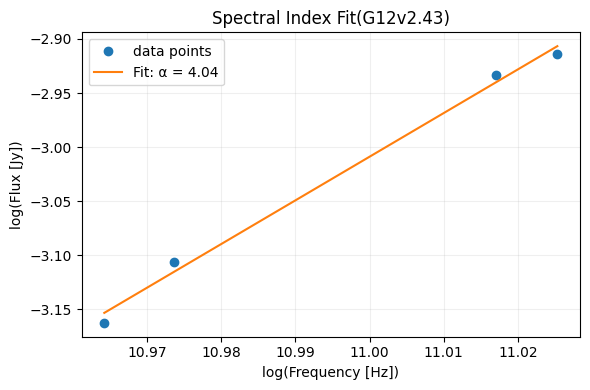 Spectral Index Fit(G12v2.43)
data points
Fit: α = 4.04
log(Flux [Jy])
−2.90
−2.95
−3.00
−3.05
−3.10
−3.15
10.97
10.98
10.99
11.00
11.01
11.02
log(Frequency [Hz])